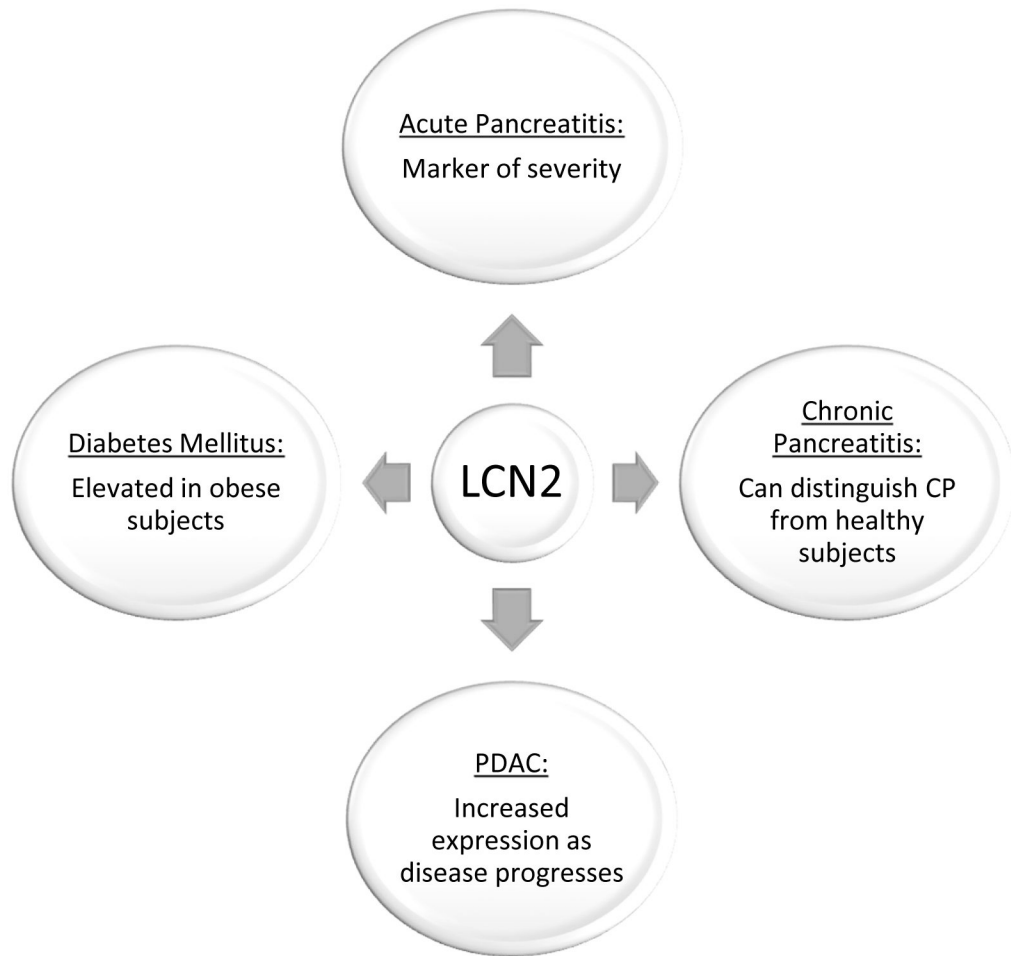 Acute Pancreatitis:
Marker of severity
Diabetes Mellitus:
Elevated in obese
subjects
LCN2
Chronic
Pancreatitis:
Can distinguish CP
from healthy
subjects
PDAC:
Increased
expression as
disease progresses